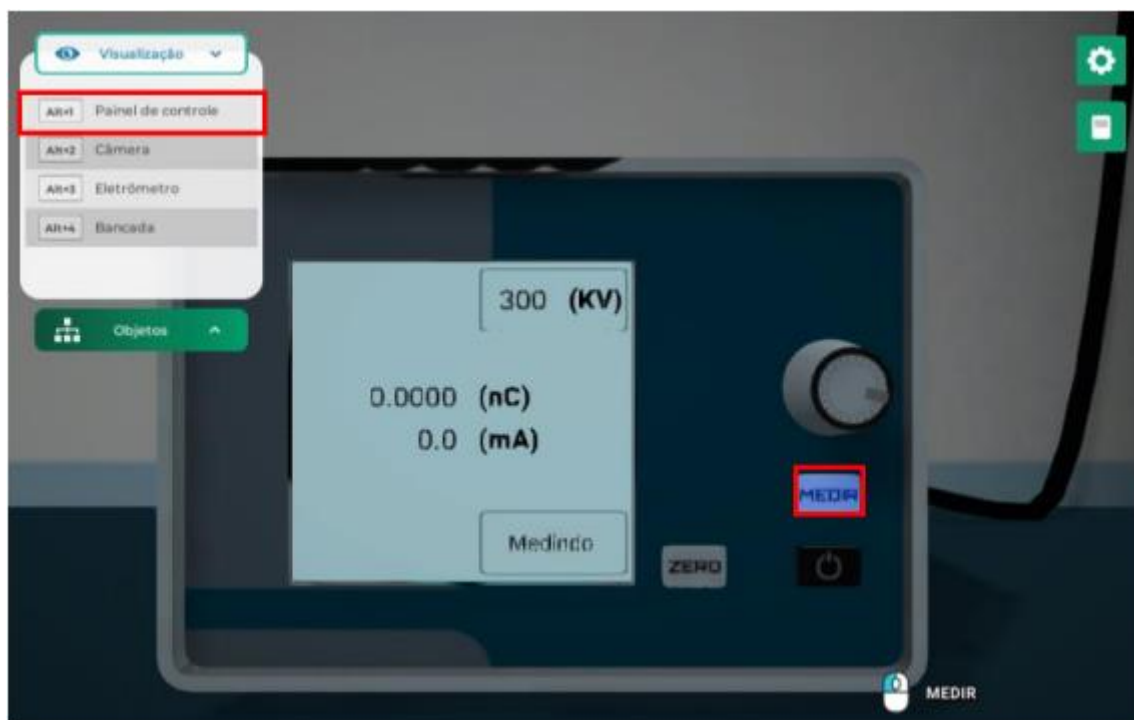 Visualização
Alt+1 Painel de controle
Alt+2 Câmera
Alt+3 Eletrômetro
Alt+4 Bancada
Objetos
300 (KV)
0.0000 (nC)
0.0 (mA)
Medindo
MEDIR
ZERO
MEDIR